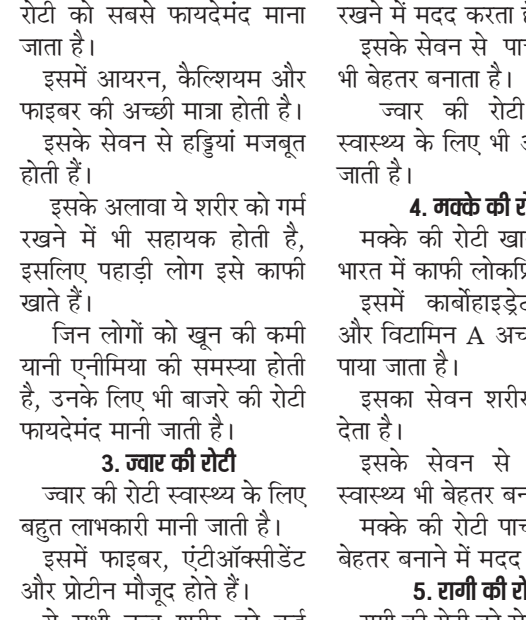 रोटी को सबसे फायदेमंद माना
जाता है।
इसमें आयरन, कैल्शियम और
फाइबर की अच्छी मात्रा होती है।
इसके सेवन से हड्डियां मजबूत
होती हैं।
इसके अलावा ये शरीर को गर्म
रखने में भी सहायक होती है,
इसलिए पहाड़ी लोग इसे काफी
खाते हैं।
जिन लोगों को खून की कमी
यानी एनीमिया की समस्या होती
है, उनके लिए भी बाजरे की रोटी
फायदेमंद मानी जाती है।
3. ज्वार की रोटी
ज्वार की रोटी स्वास्थ्य के लिए
बहुत लाभकारी मानी जाती है।
इसमें फाइबर, एंटीऑक्सीडेंट
और प्रोटीन मौजूद होते हैं।
रखने में मदद करता
इसके सेवन से
भी बेहतर बनाता है।
ज्वार की रोटी
स्वास्थ्य के लिए भी
जाती है।
4. मक्के की
मक्के की रोटी
भारत में काफी
इसमें
और विटामिन A
पाया जाता है।
इसका सेवन
देता है।
इसके सेवन से
स्वास्थ्य भी बेहतर
मक्के की रोटी
बेहतर बनाने में मदद
5. रागी की